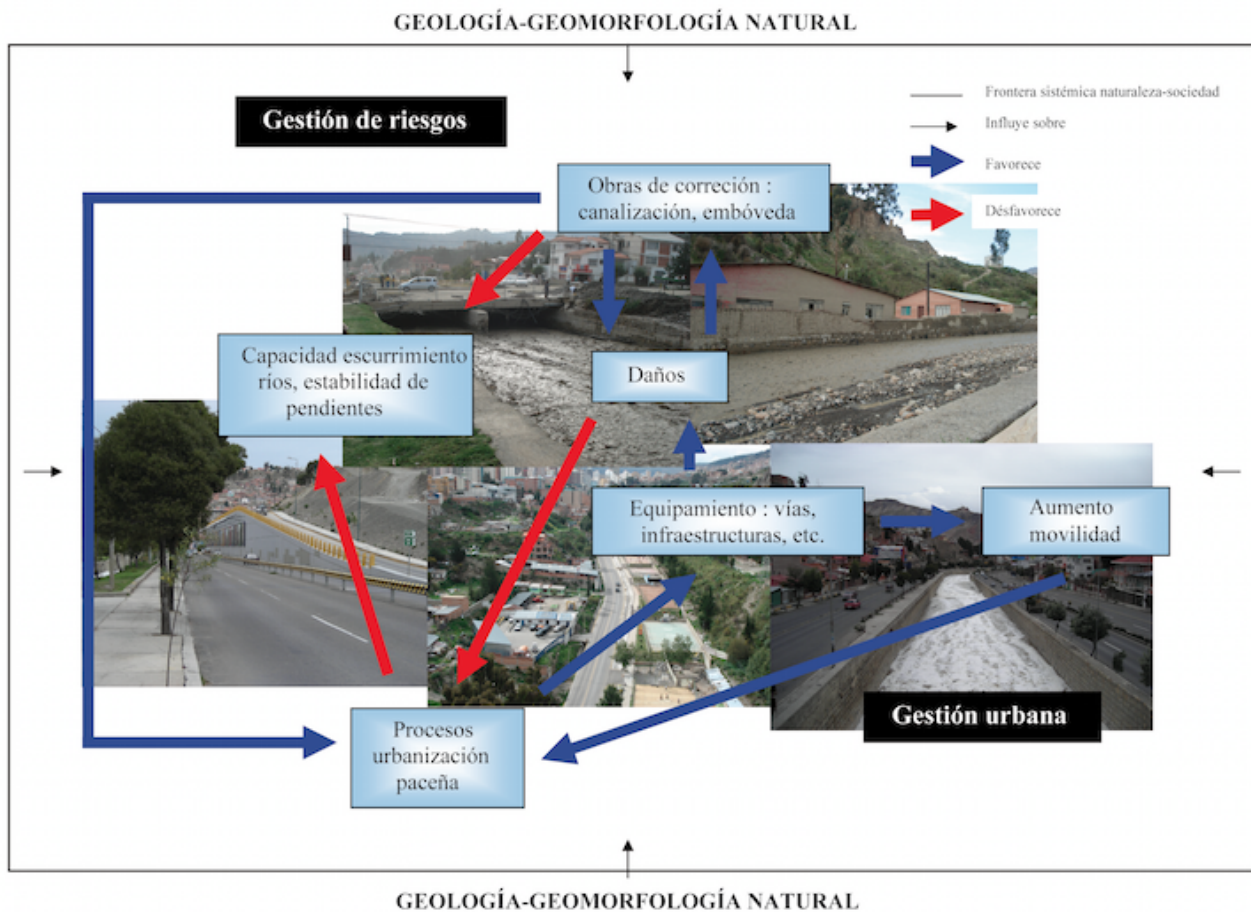 GEOLOGÍA-GEOMORFOLOGÍA NATURAL
Gestión de riesgos
Frontera sistémica naturaleza-sociedad
Influye sobre
Favorece
Désfavorece
Obras de correción :
canalización, embóveda
Capacidad escurrimiento
ríos, estabilidad de
pendientes
Daños
Equipamiento : vías,
infraestructuras, etc.
Aumento
movilidad
Gestión urbana
Procesos
urbanización
paceña
GEOLOGÍA-GEOMORFOLOGÍA NATURAL